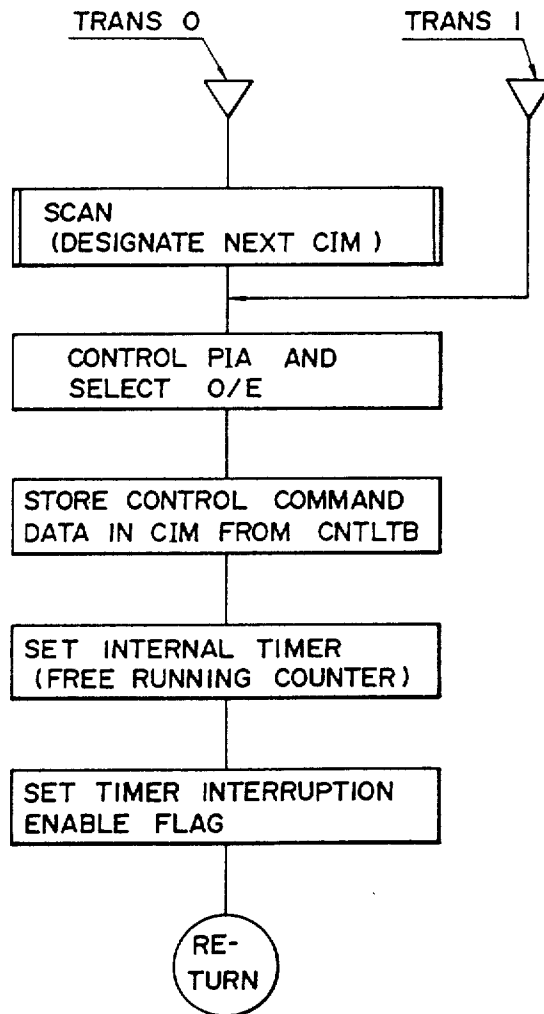 TRANS 0
TRANS 1
SCAN
(DESIGNATE NEXT CIM)
CONTROL PIA AND
SELECT O/E
STORE CONTROL COMMAND
DATA IN CIM FROM CNTLTB
SET INTERNAL TIMER
(FREE RUNNING COUNTER)
SET TIMER INTERRUPTION
ENABLE FLAG
RE-
TURN